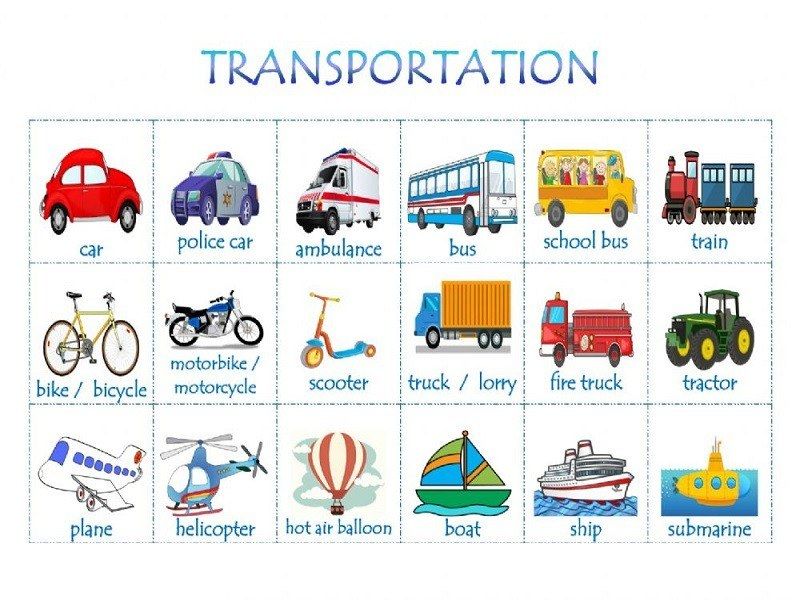 TRANSPORTATION
car
police car
ambulance
bus
school bus
train
bike / bicycle
motorbike /
motorcycle
scooter
truck / lorry
fire truck
tractor
plane
helicopter
hot air balloon
boat
ship
submarine